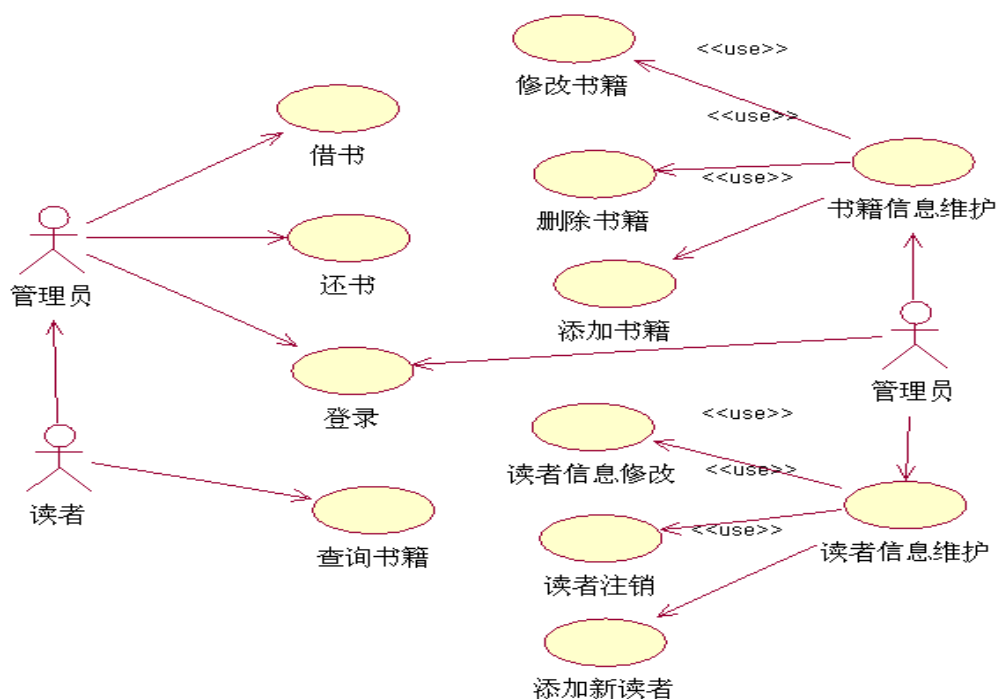 <<use>>
修改书籍
<<use>>
借书
<<use>>
删除书籍
书籍信息维护
还书
管理员
添加书籍
管理员
登录
<<use>>
读者信息修改
<<use>>
读者
<<use>>
查询书籍
读者注销
读者信息维护
添加新读者